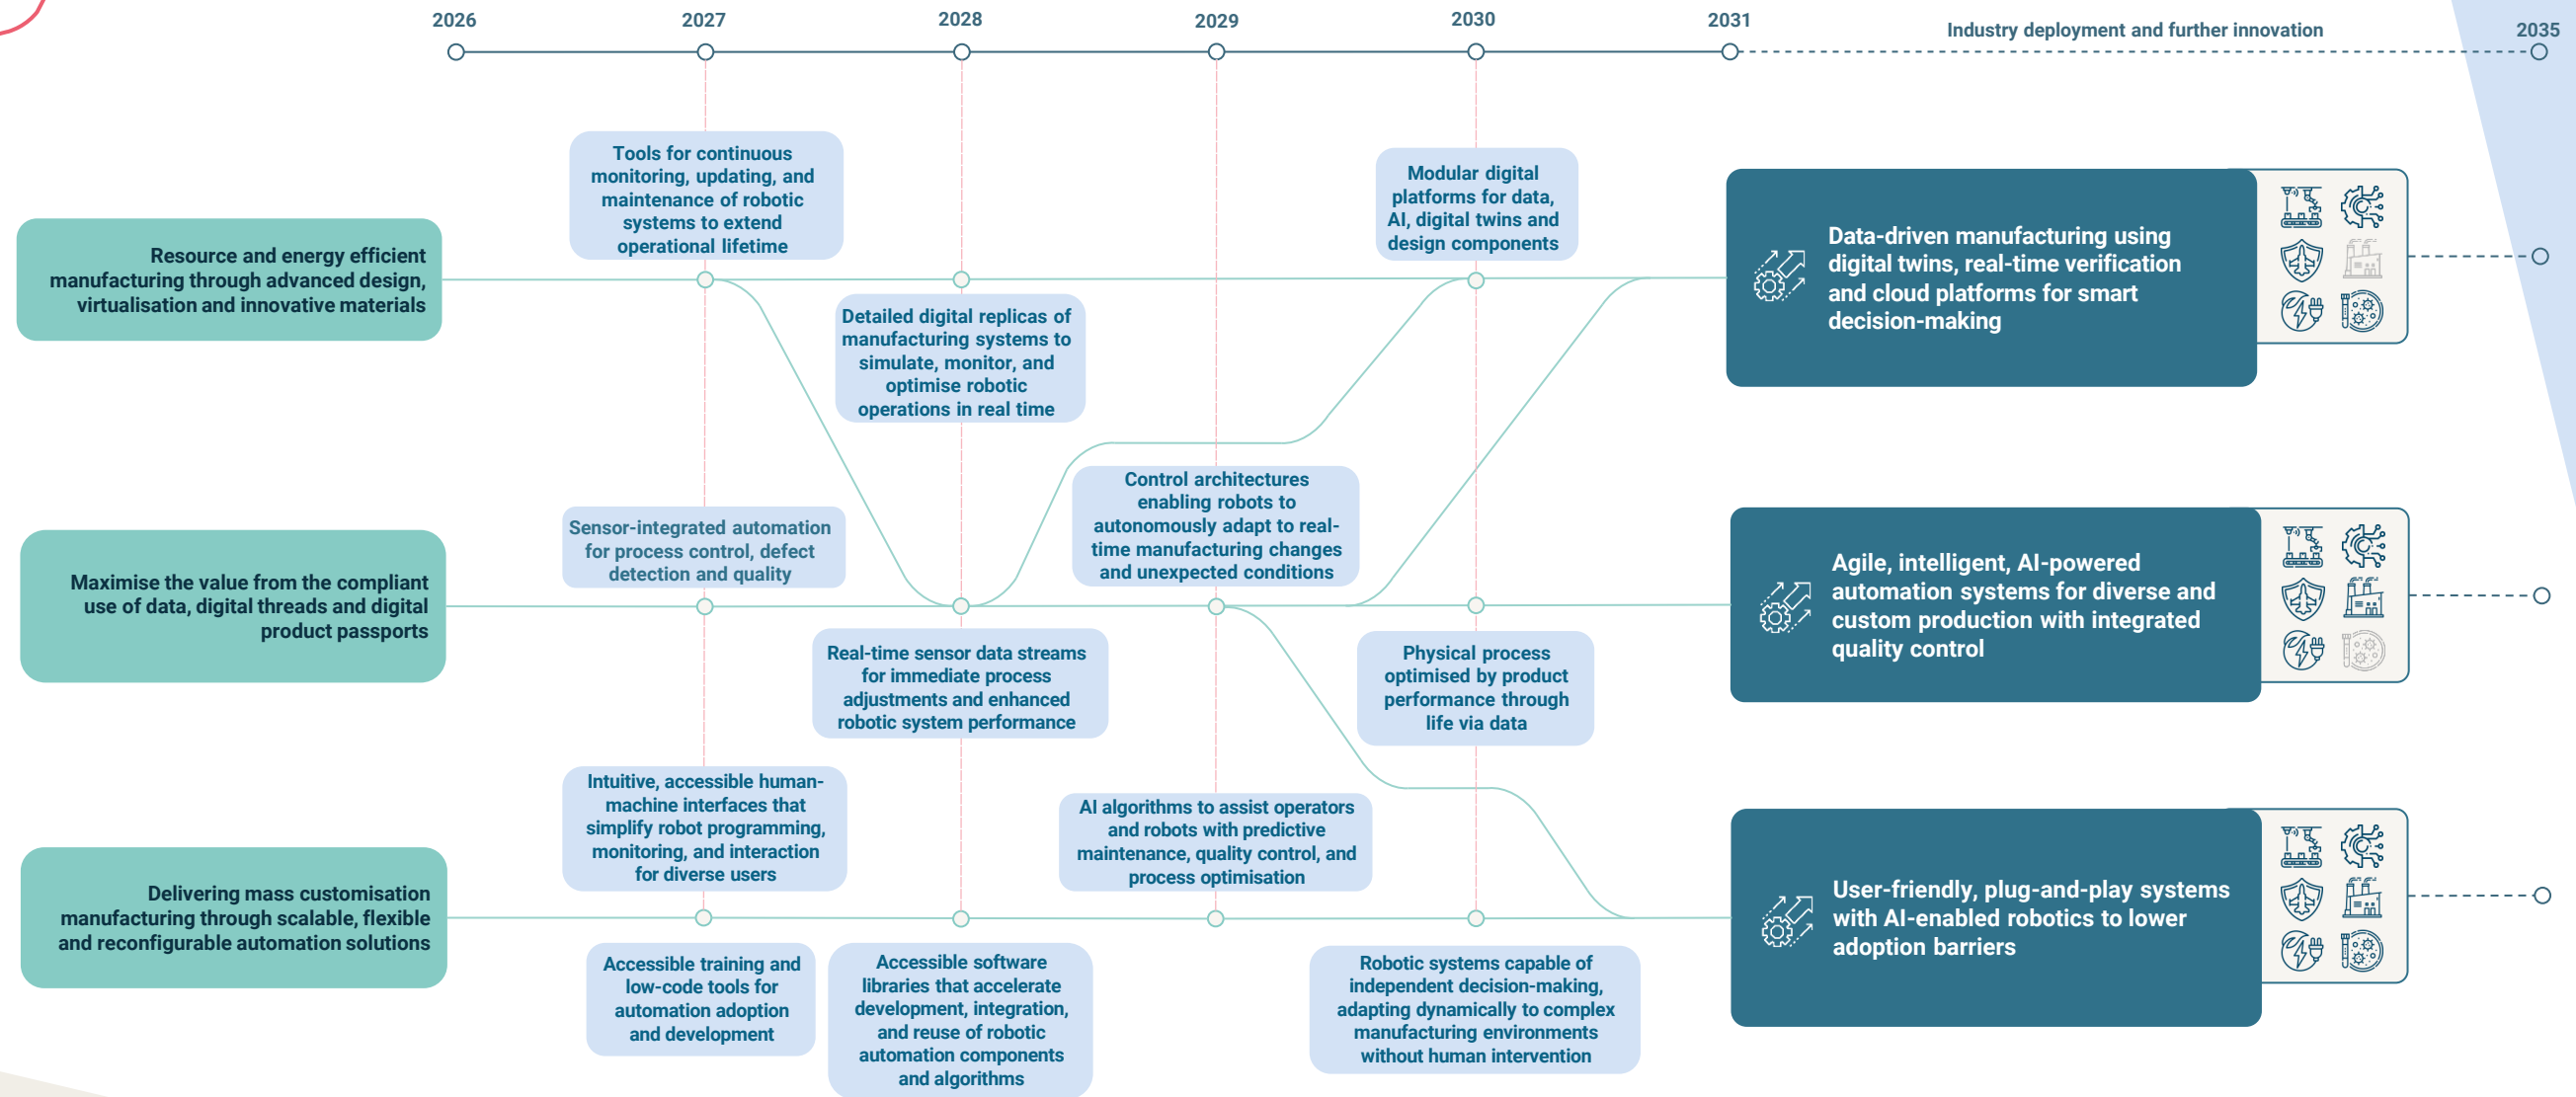 2026
2027
2028
2029
2030
2031
Industry deployment and further innovation
2035
Resource and energy efficient
manufacturing through advanced design,
virtualisation and innovative materials
Tools for continuous
monitoring, updating, and
maintenance of robotic
systems to extend
operational lifetime
Detailed digital replicas of
manufacturing systems to
simulate, monitor, and
optimise robotic
operations in real time
Modular digital
platforms for data,
AI, digital twins and
design components
Data-driven manufacturing using
digital twins, real-time verification
and cloud platforms for smart
decision-making
Maximise the value from the compliant
use of data, digital threads and digital
product passports
Sensor-integrated automation
for process control, defect
detection and quality
Real-time sensor data streams
for immediate process
adjustments and enhanced
robotic system performance
Control architectures
enabling robots to
autonomously adapt to real-
time manufacturing changes
and unexpected conditions
Physical process
optimised by product
performance through
life via data
Agile, intelligent, AI-powered
automation systems for diverse and
custom production with integrated
quality control
Delivering mass customisation
manufacturing through scalable, flexible
and reconfigurable automation solutions
Intuitive, accessible human-
machine interfaces that
simplify robot programming,
monitoring, and interaction
for diverse users
Accessible training and
low-code tools for
automation adoption
and development
Accessible software
libraries that accelerate
development, integration,
and reuse of robotic
automation components
and algorithms
AI algorithms to assist operators
and robots with predictive
maintenance, quality control, and
process optimisation
Robotic systems capable of
independent decision-making,
adapting dynamically to complex
manufacturing environments
without human intervention
User-friendly, plug-and-play systems
with AI-enabled robotics to lower
adoption barriers